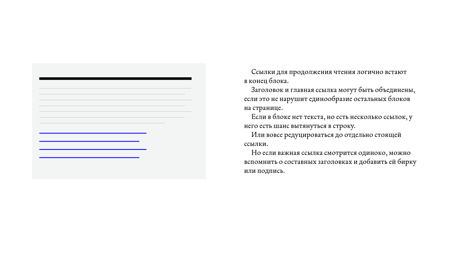 Ссылки для продолжения чтения логично встают
в конец блока.
Заголовок и главная ссылка могут быть объединены,
если это не нарушит единообразие остальных блоков
на странице.
Если в блоке нет текста, но есть несколько ссылок, у
него есть шанс вытянуться в строку.
Или вовсе редуцироваться до отдельно стоящей
ссылки.
Но если важная ссылка смотрится одиноко, можно
вспомнить о составных заголовках и добавить ей бирку
или подпись.